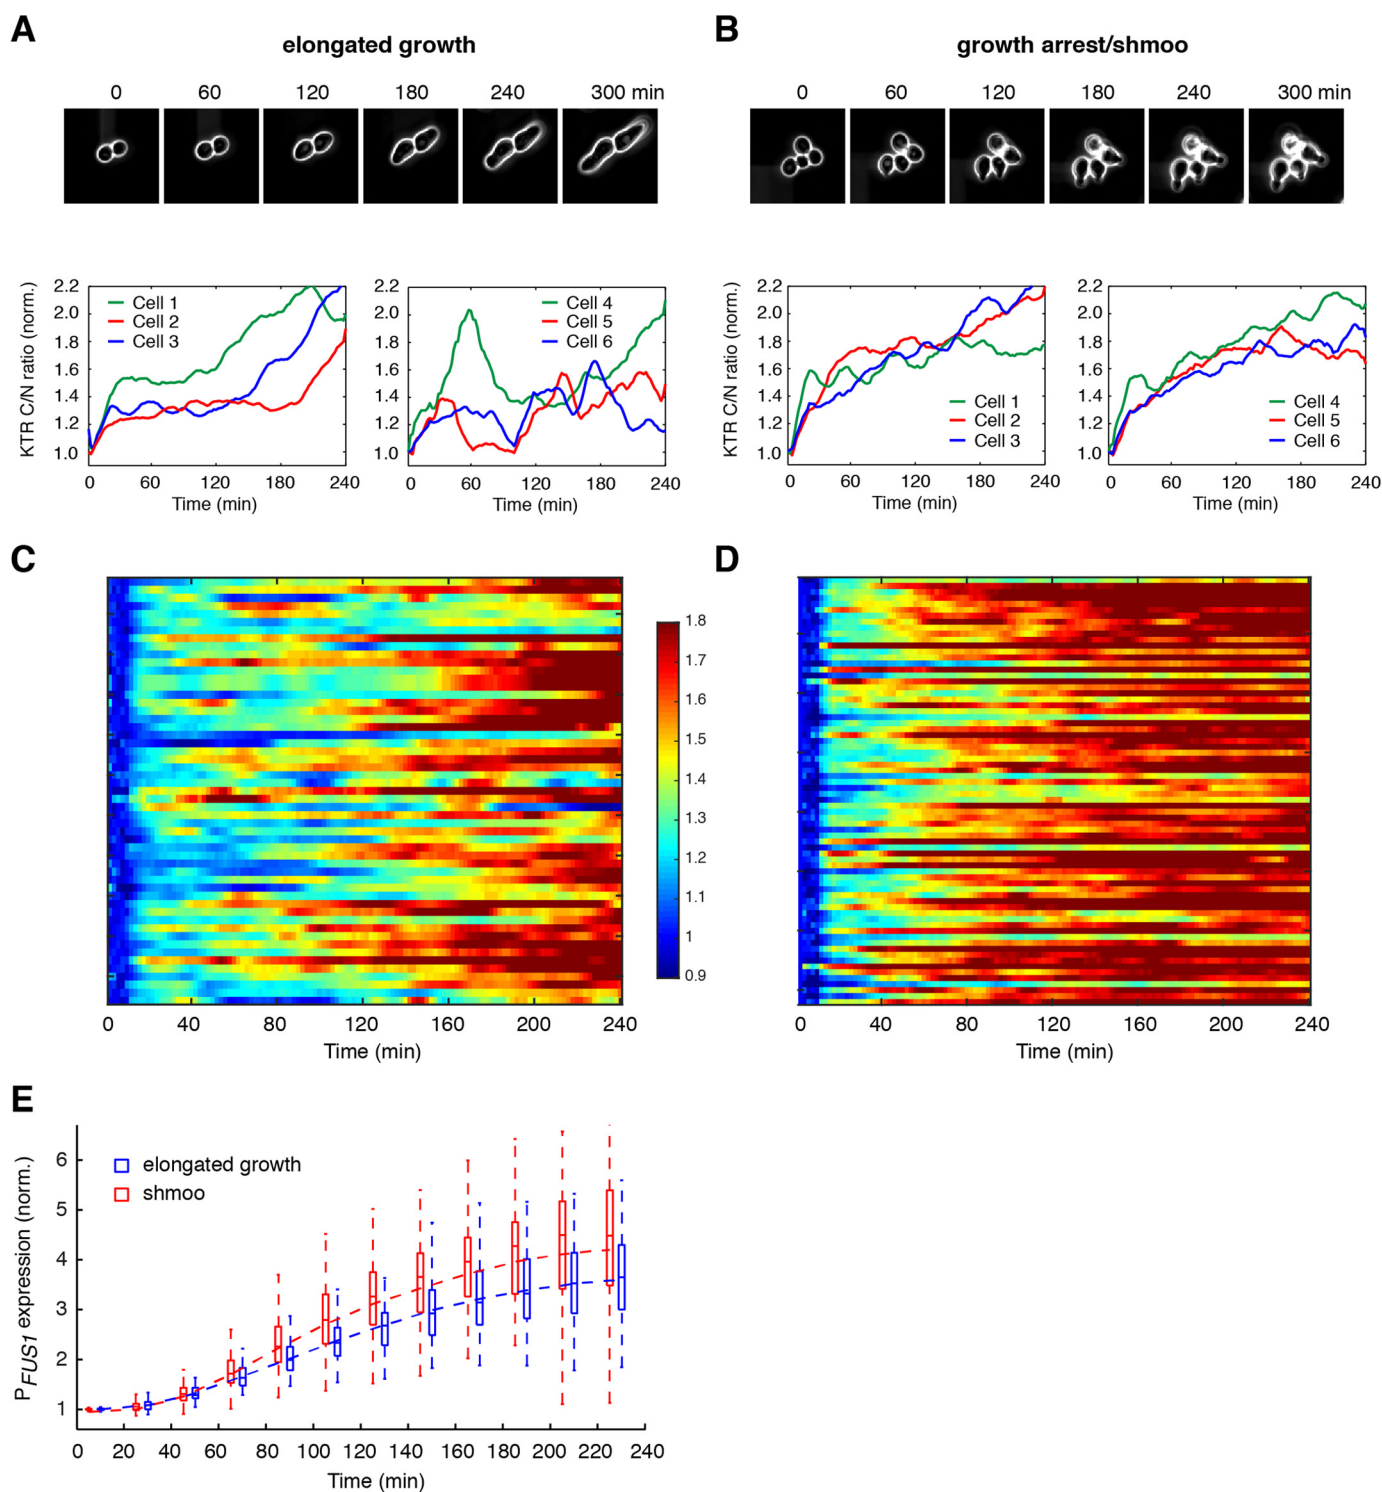 A
elongated growth
0 60 120 180 240 300 min
B
growth arrest/shmoo
0 60 120 180 240 300 min
KTR C/N ratio (norm.)
2.2
2.0
1.8
1.6
1.4
1.2
1.0
Cell 1
Cell 2
Cell 3
0 60 120 180 240
Time (min)
2.2
2.0
1.8
1.6
1.4
1.2
1.0
Cell 4
Cell 5
Cell 6
0 60 120 180 240
Time (min)
KTR C/N ratio (norm.)
2.2
2.0
1.8
1.6
1.4
1.2
1.0
Cell 1
Cell 2
Cell 3
0 60 120 180 240
Time (min)
2.2
2.0
1.8
1.6
1.4
1.2
1.0
Cell 4
Cell 5
Cell 6
0 60 120 180 240
Time (min)
C
0 40 80 120 160 200 240
Time (min)
1.8
1.7
1.6
1.5
1.4
1.3
1.2
1.1
1
0.9
D
0 40 80 120 160 200 240
Time (min)
E
PFUS1 expression (norm.)
6
5
4
3
2
1
elongated growth
shmoo
0 20 40 60 80 100 120 140 160 180 200 220 240
Time (min)